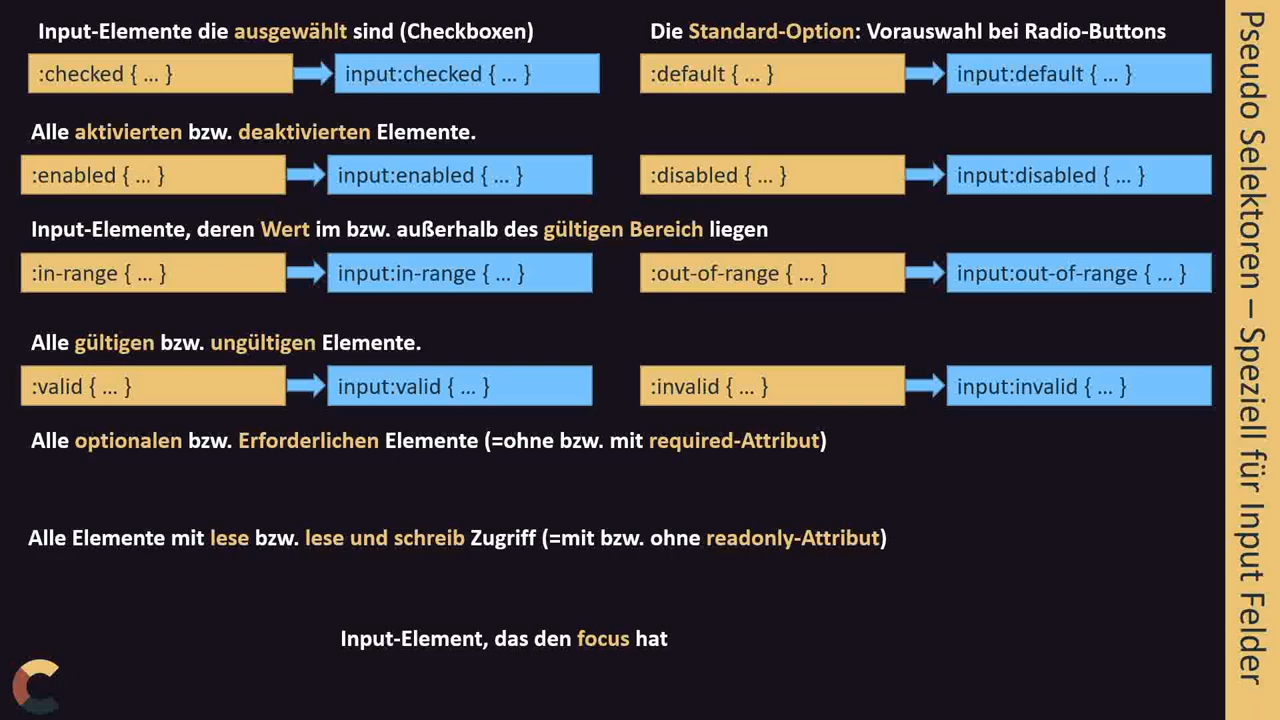 Input-Elemente die ausgewählt sind (Checkboxen)
Die Standard-Option: Vorauswahl bei Radio-Buttons
:checked { ... }
input:checked { ... }
:default { ... }
input:default { ... }
Alle aktivierten bzw. deaktivierten Elemente.
:enabled { ... }
input:enabled { ... }
:disabled { ... }
input:disabled { ... }
Input-Elemente, deren Wert im bzw. außerhalb des gültigen Bereich liegen
:in-range { ... }
input:in-range { ... }
:out-of-range { ... }
input:out-of-range { ... }
Alle gültigen bzw. ungültigen Elemente.
:valid { ... }
input:valid { ... }
:invalid { ... }
input:invalid { ... }
Alle optionalen bzw. Erforderlichen Elemente (=ohne bzw. mit required-Attribut)
Alle Elemente mit lese bzw. lese und schreib Zugriff (=mit bzw. ohne readonly-Attribut)
Input-Element, das den focus hat
Pseudo Selektoren – Speziell für Input Felder